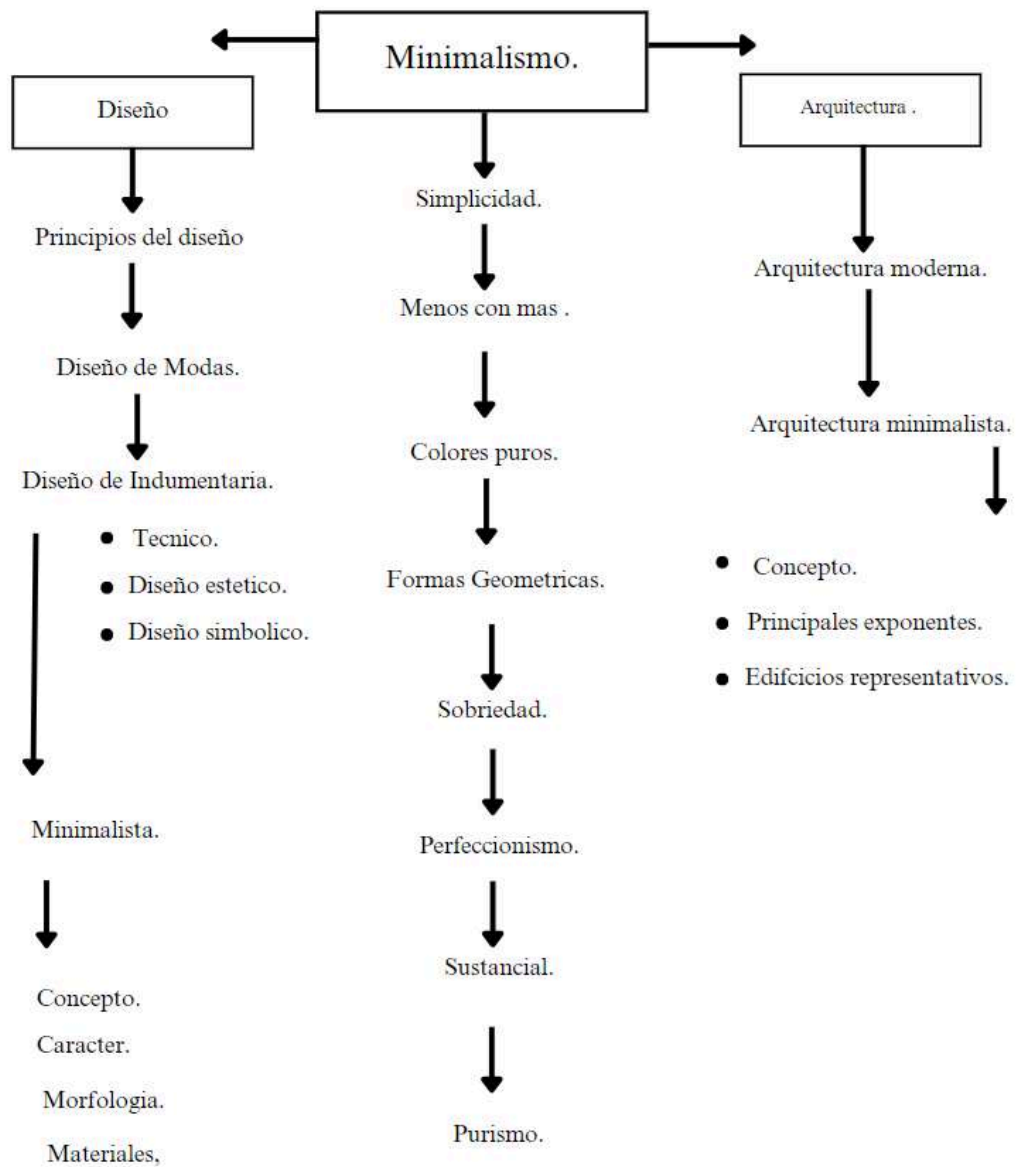 Minimalismo.
Diseño
Principios del diseño
Diseño de Modas.
Diseño de Indumentaria.
Tecnico.
Diseño estetico.
Diseño simbolico.
Minimalista.
Concepto.
Caracter.
Morfologia.
Materiales,
Simplicidad.
Menos con mas .
Colores puros.
Formas Geometricas.
Sobriedad.
Perfeccionismo.
Sustancial.
Purismo.
Arquitectura .
Arquitectura moderna.
Arquitectura minimalista.
Concepto.
Principales exponentes.
Edifcicios representativos.